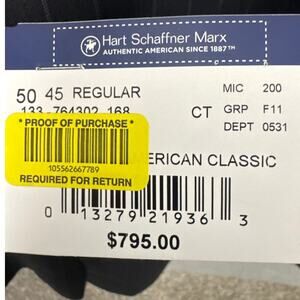 Hart Schaffner Marx
AUTHENTIC AMERICAN SINCE 1887™
50 45 REGULAR
MIC 200
133-764302 168
CT GRP F11
DEPT 0531
* PROOF OF PURCHASE *
105562667789
REQUIRED FOR RETURN
ERICAN CLASSIC
0 13279 21936 3
$795.00